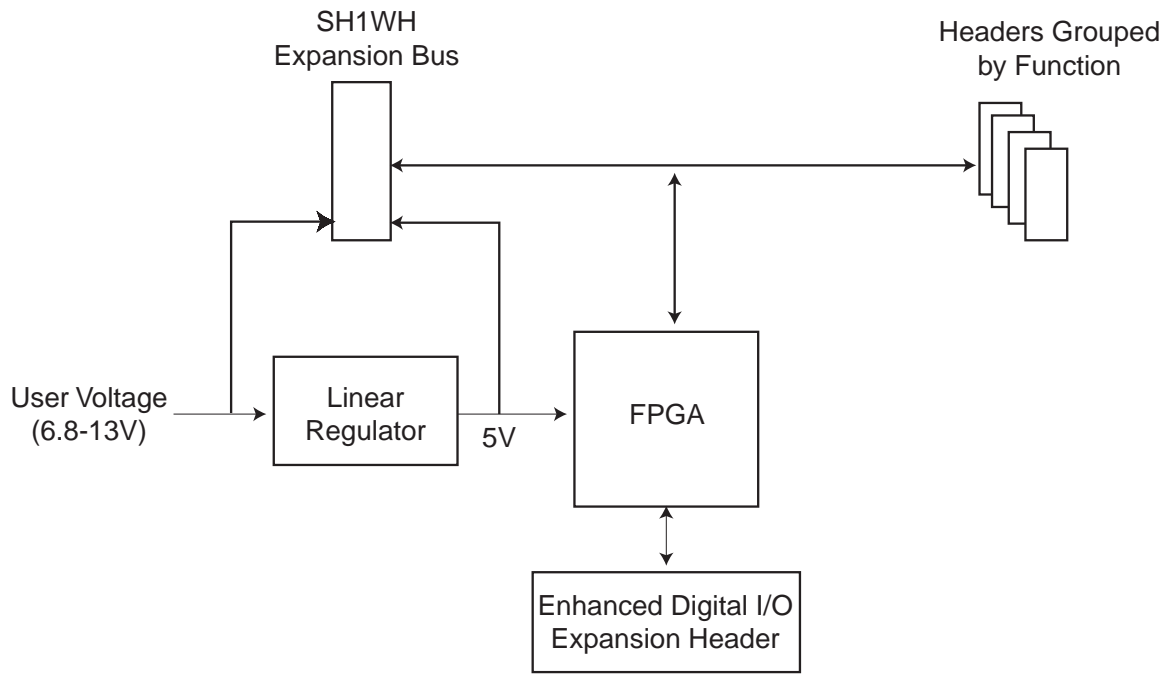 SH1WH
Expansion Bus
Headers Grouped
by Function
User Voltage
(6.8-13V)
Linear
Regulator
5V
FPGA
Enhanced Digital I/O
Expansion Header